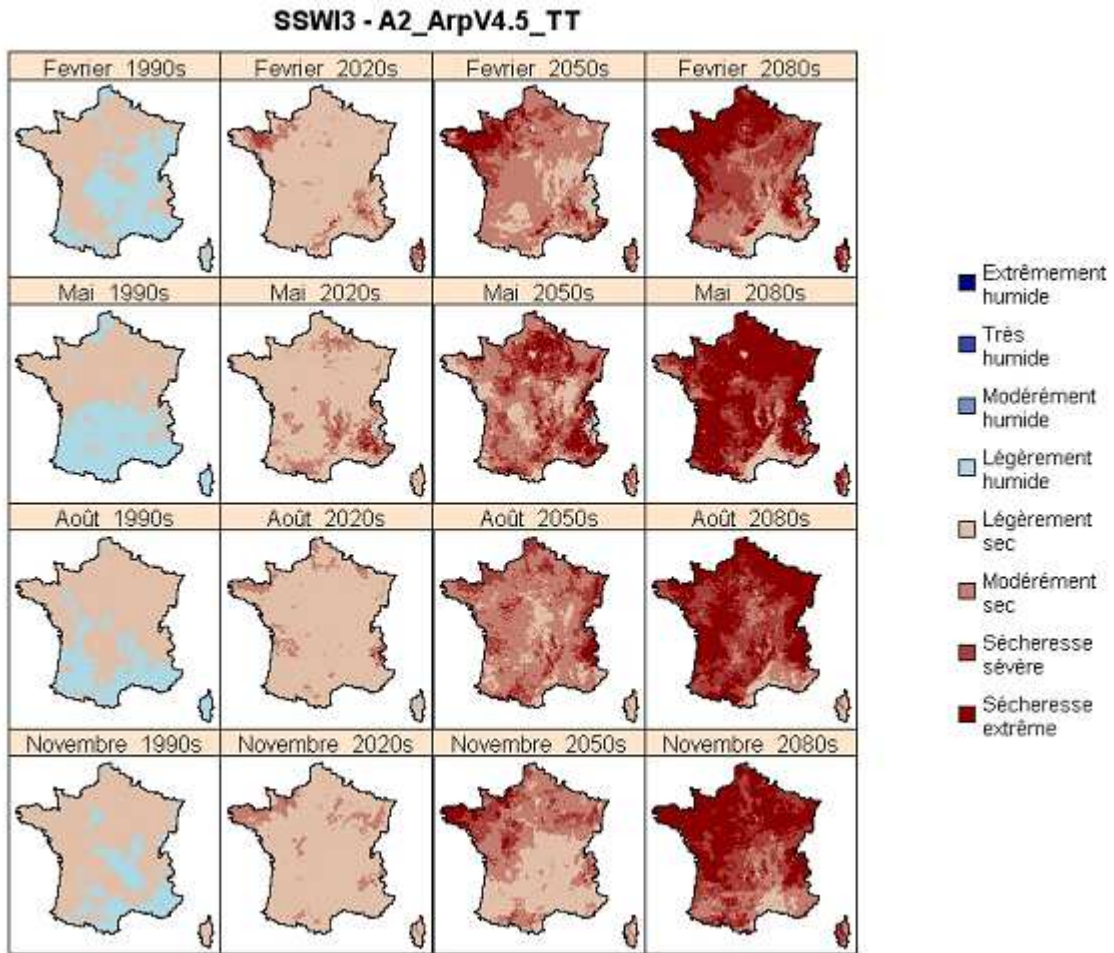 SSWI3 - A2_ArpV4.5_TT
Fevrier 1990s
Fevrier 2020s
Fevrier 2050s
Fevrier 2080s
Mai 1990s
Mai 2020s
Mai 2050s
Mai 2080s
Août 1990s
Août 2020s
Août 2050s
Août 2080s
Novembre 1990s
Novembre 2020s
Novembre 2050s
Novembre 2080s
Extrêmement
humide
Très
humide
Modérément
humide
Légèrement
humide
Légèrement
sec
Modérément
sec
Sécheresse
sévère
Sécheresse
extrême